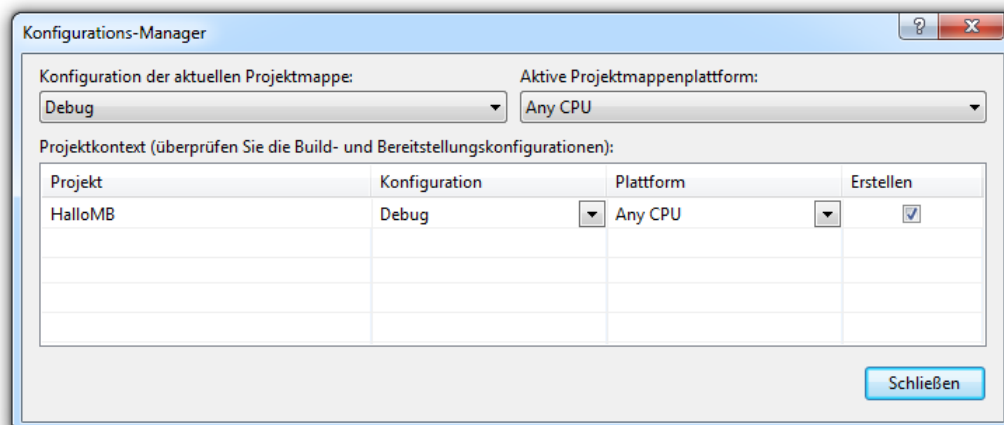 Konfigurations-Manager
Konfiguration der aktuellen Projektmappe: Aktive Projektmappenplattform:
Debug Any CPU
Projektkontext (überprüfen Sie die Build- und Bereitstellungskonfigurationen):
Projekt Konfiguration Plattform Erstellen
HalloMB Debug Any CPU
Schließen